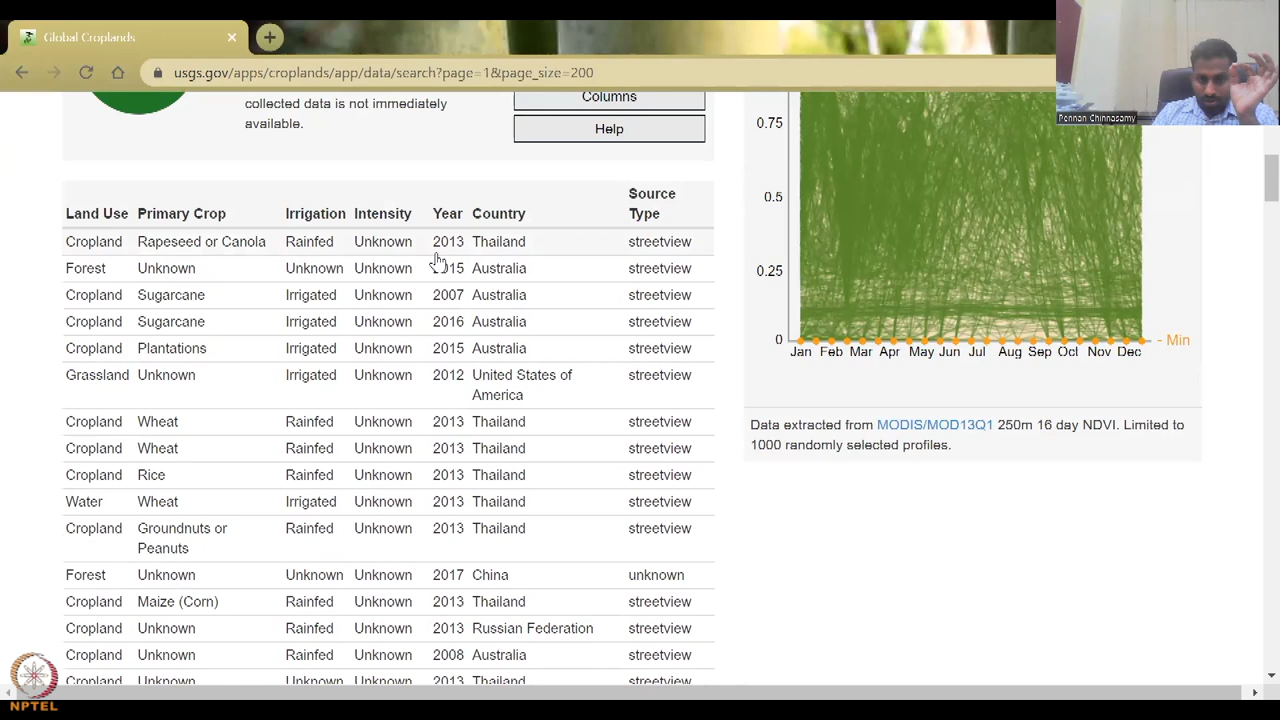 Global Croplands
usgs.gov/apps/croplands/app/data/search?page=1&page_size=200
Pennan Chinnasamy
collected data is not immediately
available.
Columns
Help
Land Use Primary Crop Irrigation Intensity Year Country Source Type
Cropland Rapeseed or Canola Rainfed Unknown 2013 Thailand streetview
Forest Unknown Unknown Unknown 15 Australia streetview
Cropland Sugarcane Irrigated Unknown 2007 Australia streetview
Cropland Sugarcane Irrigated Unknown 2016 Australia streetview
Cropland Plantations Irrigated Unknown 2015 Australia streetview
Grassland Unknown Irrigated Unknown 2012 United States of America streetview
Cropland Wheat Rainfed Unknown 2013 Thailand streetview
Cropland Wheat Rainfed Unknown 2013 Thailand streetview
Cropland Rice Rainfed Unknown 2013 Thailand streetview
Water Wheat Irrigated Unknown 2013 Thailand streetview
Cropland Groundnuts or Peanuts Rainfed Unknown 2013 Thailand streetview
Forest Unknown Unknown Unknown 2017 China unknown
Cropland Maize (Corn) Rainfed Unknown 2013 Thailand streetview
Cropland Unknown Rainfed Unknown 2013 Russian Federation streetview
Cropland Unknown Rainfed Unknown 2008 Australia streetview
Cropland Unknown Unknown Unknown 2013 Thailand streetview
0.75
0.5
0.25
0
- Min
Jan Feb Mar Apr May Jun Jul Aug Sep Oct Nov Dec
Data extracted from MODIS/MOD13Q1 250m 16 day NDVI. Limited to
1000 randomly selected profiles.
NPTEL